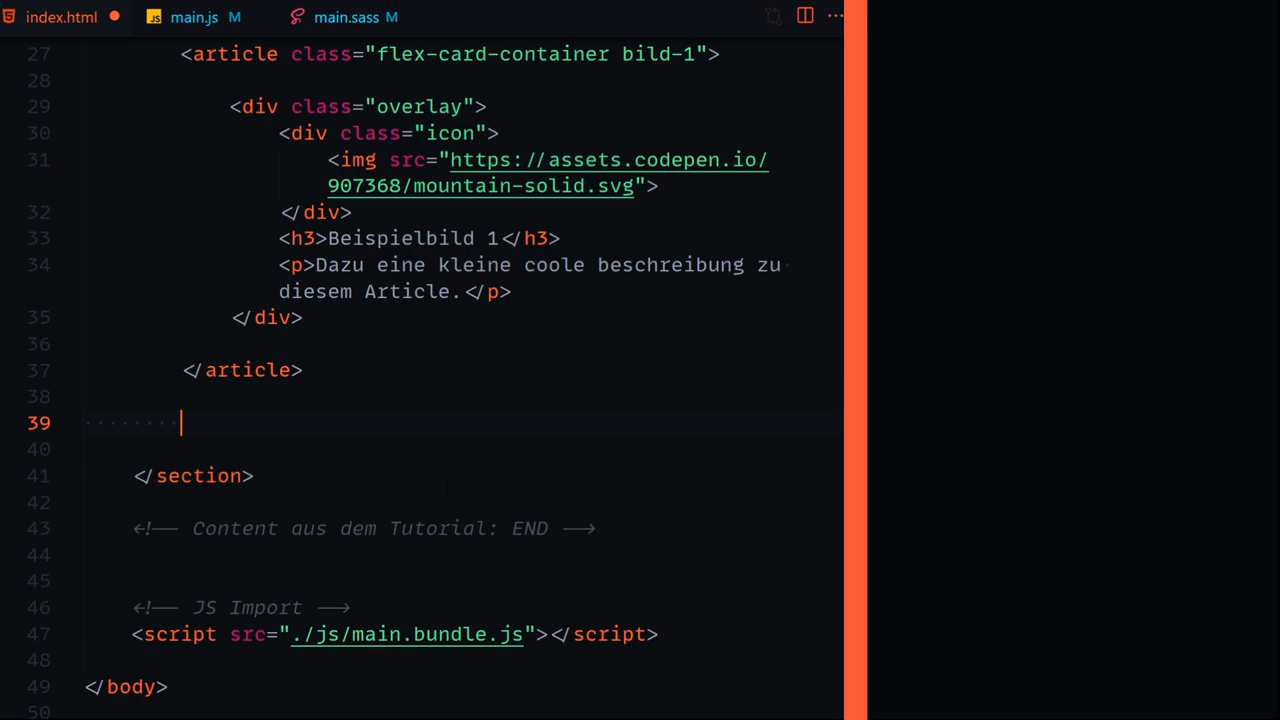 index.html JS main.js M main.sass M
27 <article class="flex-card-container bild-1">
28
29 <div class="overlay">
30 <div class="icon">
31 <img src="https://assets.codepen.io/
907368/mountain-solid.svg">
32 </div>
33 <h3>Beispielbild 1</h3>
34 <p>Dazu eine kleine coole beschreibung zu
diesem Article.</p>
35 </div>
36
37 </article>
38
39
40
41 </section>
42
43 <!-- Content aus dem Tutorial: END -->
44
45
46 <!-- JS Import -->
47 <script src="./js/main.bundle.js"></script>
48
49 </body>
50